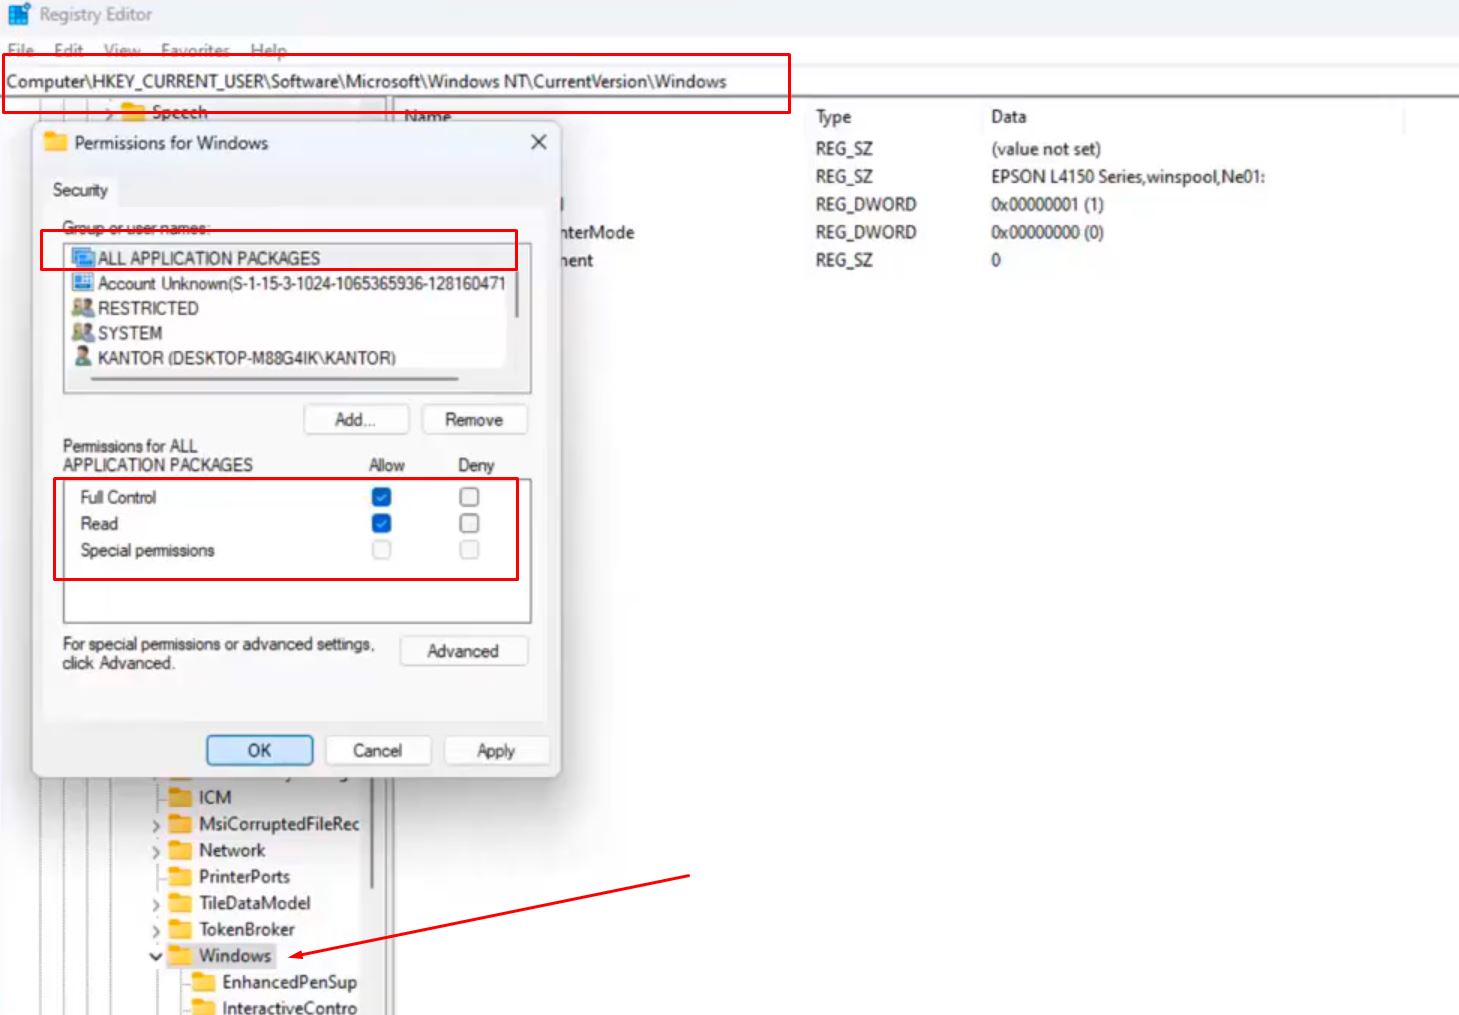 Registry Editor
File Edit View Favorites Help
Computer\HKEY_CURRENT_USER\Software\Microsoft\Windows NT\CurrentVersion\Windows
Speech
Name Type Data
REG_SZ (value not set)
REG_SZ EPSON L4150 Series,winspool,Ne01:
REG_DWORD 0x00000001 (1)
nterMode REG_DWORD 0x00000000 (0)
nent REG_SZ 0
Permissions for Windows
Security
Group or user names:
ALL APPLICATION PACKAGES
Account Unknown(S-1-15-3-1024-1065365936-128160471
RESTRICTED
SYSTEM
KANTOR (DESKTOP-M88G4IK\KANTOR)
Add... Remove
Permissions for ALL
APPLICATION PACKAGES Allow Deny
Full Control
Read
Special permissions
For special permissions or advanced settings,
click Advanced.
Advanced
OK Cancel Apply
ICM
MsiCorruptedFileRec
Network
PrinterPorts
TileDataModel
TokenBroker
Windows
EnhancedPenSup
InteractiveContro